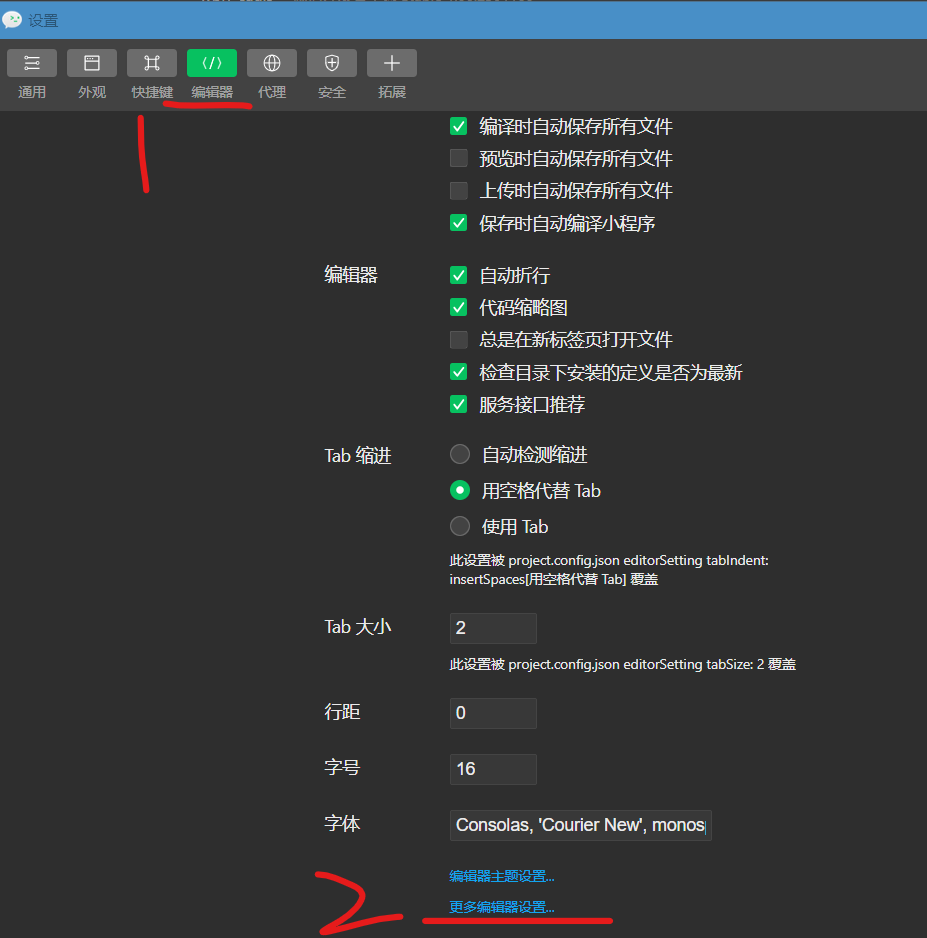 设置
通用 外观 快捷键 编辑器 代理 安全 拓展
1
编译时自动保存所有文件
预览时自动保存所有文件
上传时自动保存所有文件
保存时自动编译小程序
编辑器 自动折行
代码缩略图
总是在新标签页打开文件
检查目录下安装的定义是否为最新
服务接口推荐
Tab 缩进 自动检测缩进
用空格代替 Tab
使用 Tab
此设置被 project.config.json editorSetting tabIndent:
insertSpaces[用空格代替 Tab] 覆盖
Tab 大小 2
此设置被 project.config.json editorSetting tabSize: 2 覆盖
行距 0
字号 16
字体 Consolas, 'Courier New', monosp
编辑器主题设置...
2 更多编辑器设置...